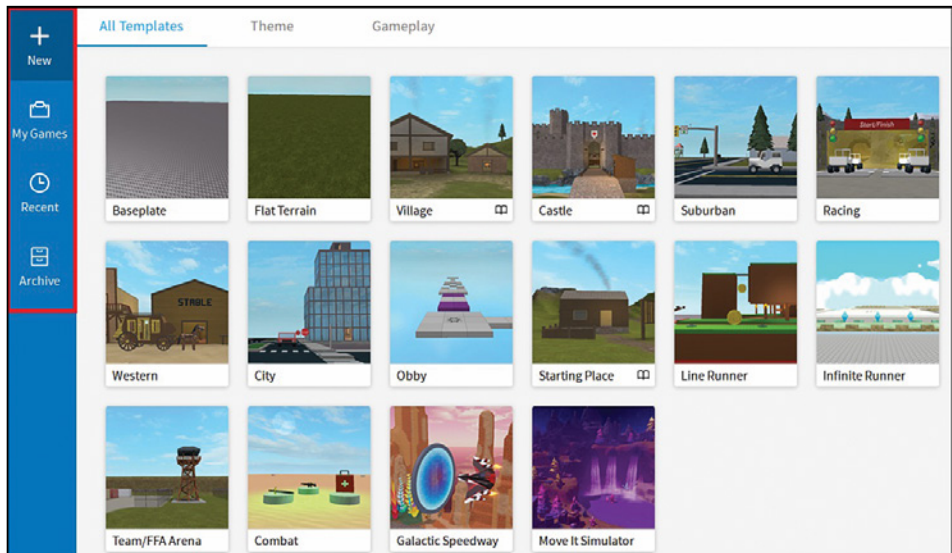 New
My Games
Recent
Archive
All Templates Theme Gameplay
Baseplate Flat Terrain Village Castle Suburban Racing
Start/Finish
STABLE
Western City Obby Starting Place Line Runner Infinite Runner
Team/FFA Arena Combat Galactic Speedway Move It Simulator